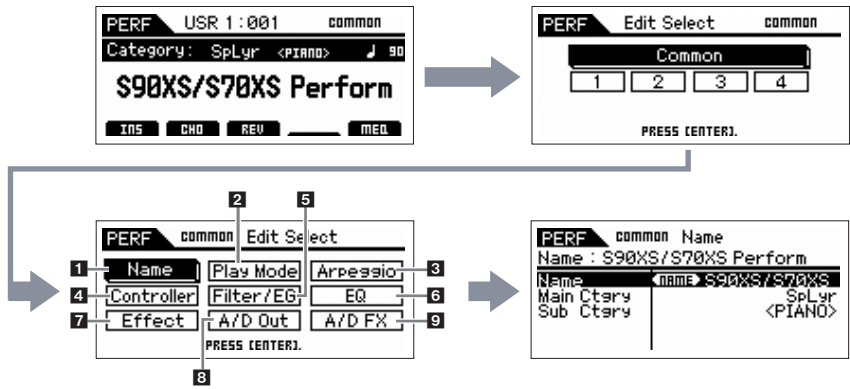 PERF USR 1:001 common
Category: SpLyr <PIANO> ♩ 90
S90XS/S70XS Perform
INS CHO REV MEQ
PERF Edit Select common
Common
1 2 3 4
PRESS [ENTER].
2 5
PERF common Edit Select
1 Name Play Mode Arpeggio 3
4 Controller Filter/EG EQ 6
7 Effect A/D Out A/D FX 9
PRESS [ENTER].
8
PERF common Name
Name : S90XS/S70XS Perform
Name NAME S90XS/S70XS
Main Ctgry SpLyr
Sub Ctgry <PIANO>